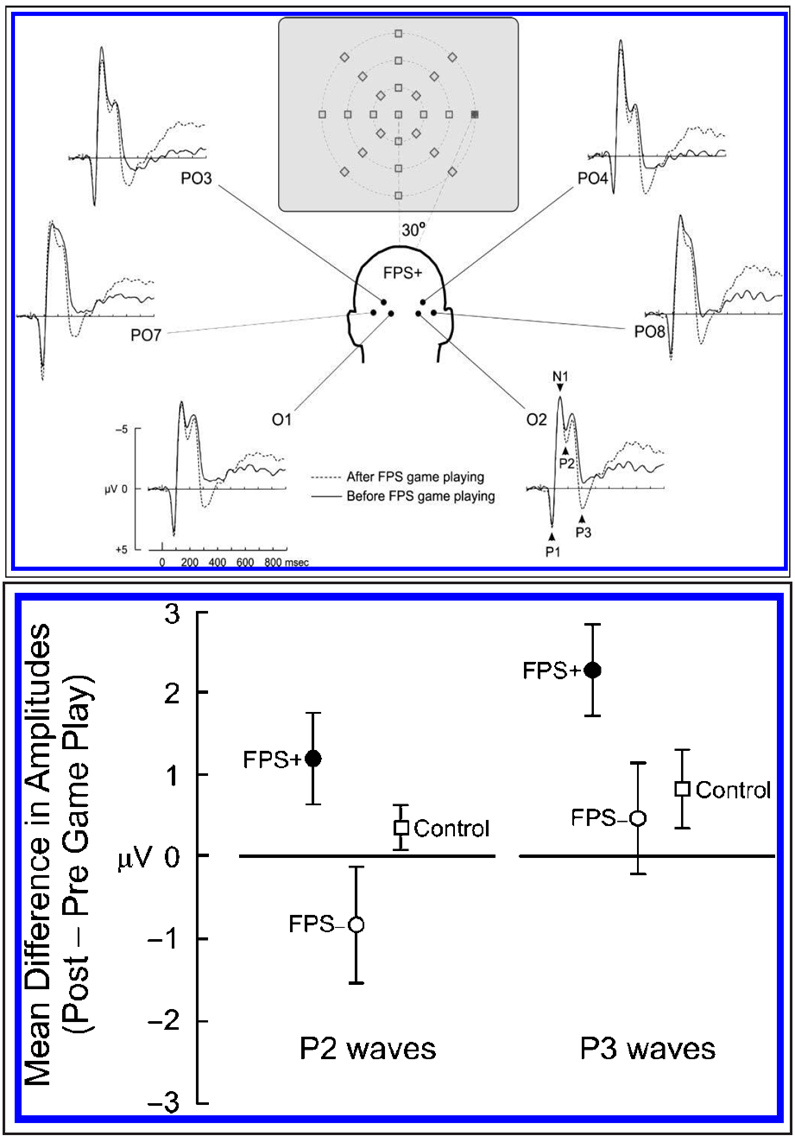 PO3
PO4
30°
FPS+
PO7
PO8
O1
O2
N1
P2
P3
P1
–5
µV 0
+5
0 200 400 600 800 msec
After FPS game playing
Before FPS game playing
Mean Difference in Amplitudes
(Post – Pre Game Play)
3
2
1
µV 0
–1
–2
–3
FPS+
FPS–
Control
P2 waves
FPS+
FPS–
Control
P3 waves